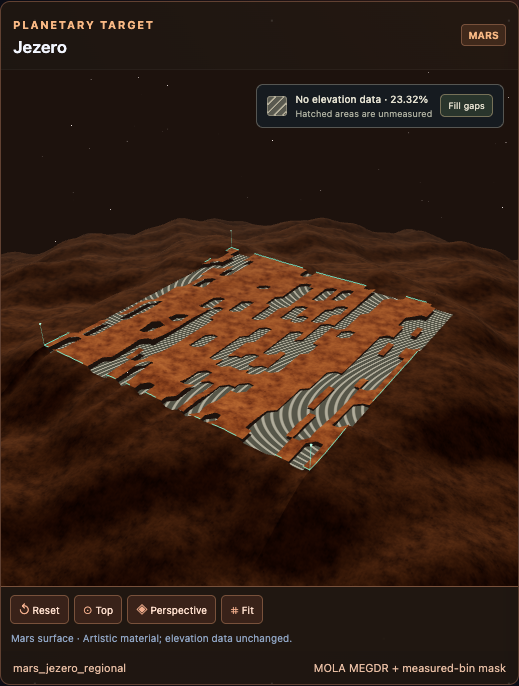 PLANETARY TARGET
Jezero
MARS
No elevation data · 23.32%
Hatched areas are unmeasured
Fill gaps
Reset
Top
Perspective
Fit
Mars surface · Artistic material; elevation data unchanged.
mars_jezero_regional
MOLA MEGDR + measured-bin mask